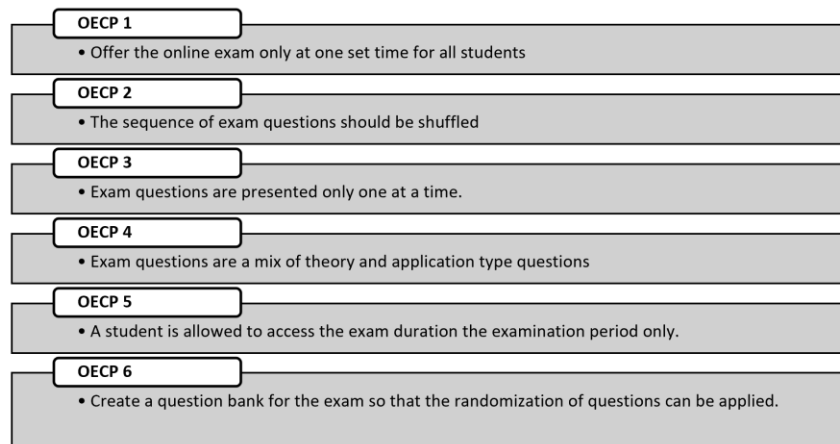 OECP 1
• Offer the online exam only at one set time for all students
OECP 2
• The sequence of exam questions should be shuffled
OECP 3
• Exam questions are presented only one at a time.
OECP 4
• Exam questions are a mix of theory and application type questions
OECP 5
• A student is allowed to access the exam duration the examination period only.
OECP 6
• Create a question bank for the exam so that the randomization of questions can be applied.